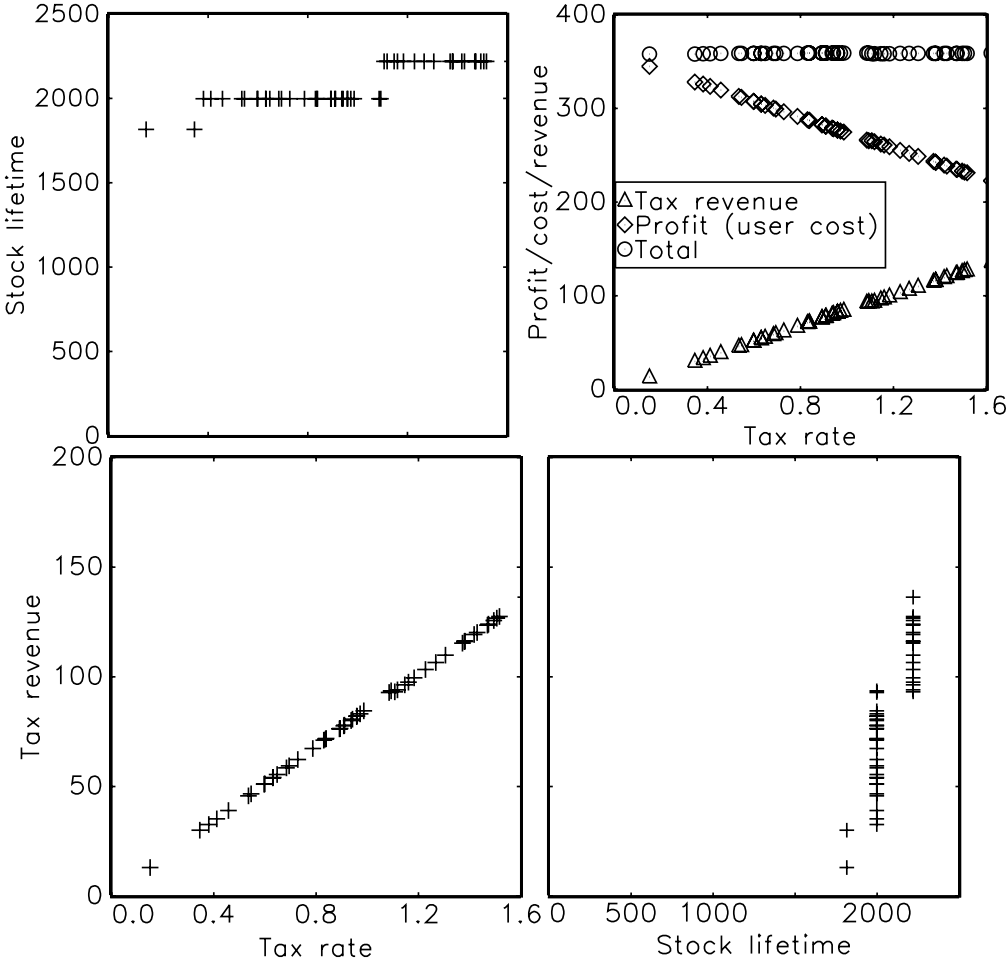 2500
2000
1500
1000
500
0
Stock lifetime
400
300
200
100
0
Profit/cost/revenue
Tax revenue
Profit (user cost)
Total
0.0 0.4 0.8 1.2 1.6
Tax rate
200
150
100
50
0
Tax revenue
0.0 0.4 0.8 1.2 1.6
Tax rate
0 500 1000 2000
Stock lifetime